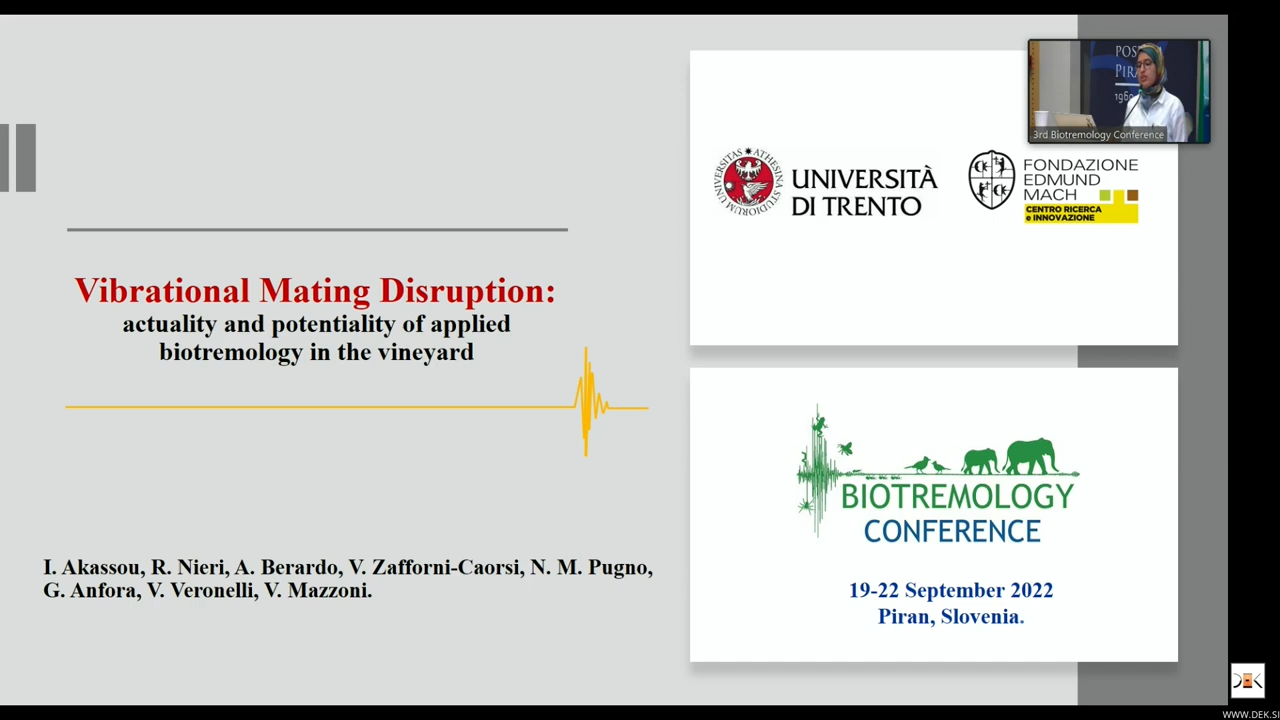 Vibrational Mating Disruption:
actuality and potentiality of applied
biotremology in the vineyard
I. Akassou, R. Nieri, A. Berardo, V. Zafforni-Caorsi, N. M. Pugno,
G. Anfora, V. Veronelli, V. Mazzoni.
UNIVERSITÀ
DI TRENTO
FONDAZIONE
EDMUND
MACH
CENTRO RICERCA
e INNOVAZIONE
3rd Biotremology Conference
BIOTREMOLOGY
CONFERENCE
19-22 September 2022
Piran, Slovenia.
WWW.DEK.SI